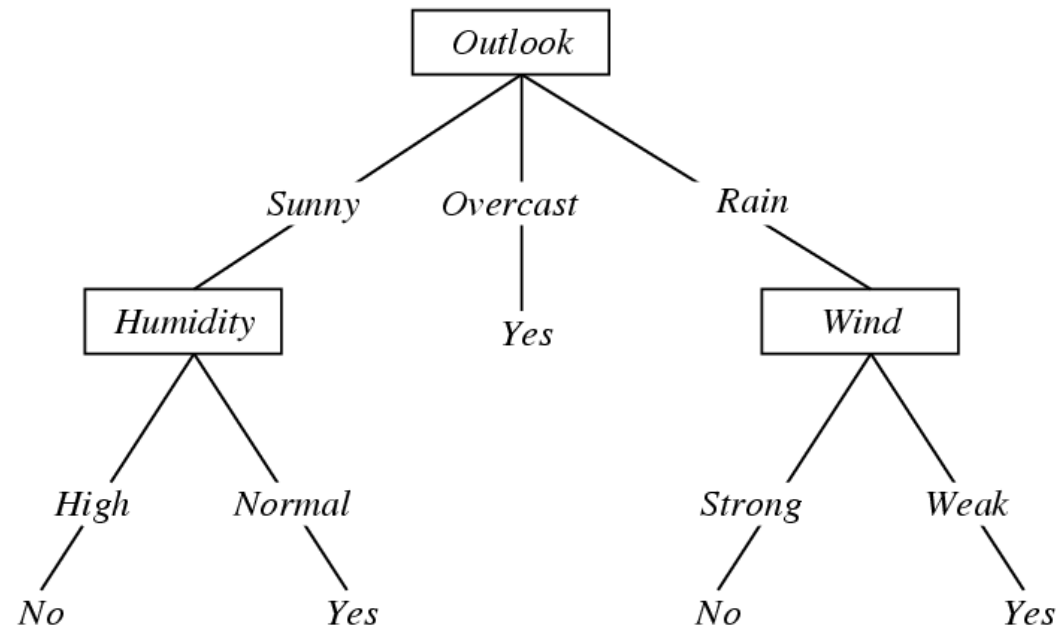 Outlook
Sunny Overcast Rain
Humidity Yes Wind
High Normal Strong Weak
No Yes No Yes